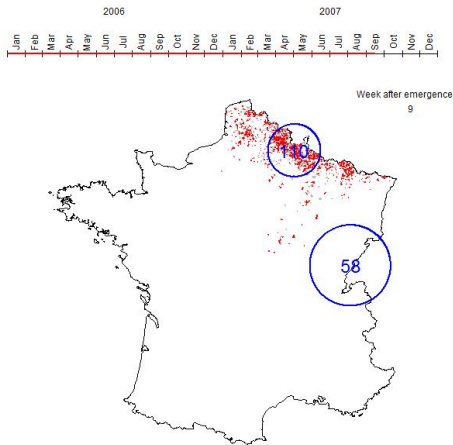 2006 2007
Jan Feb Mar Apr May Jun Jul Aug Sep Oct Nov Dec Jan Feb Mar Apr May Jun Jul Aug Sep Oct Nov Dec
Week after emergence
9
110
58